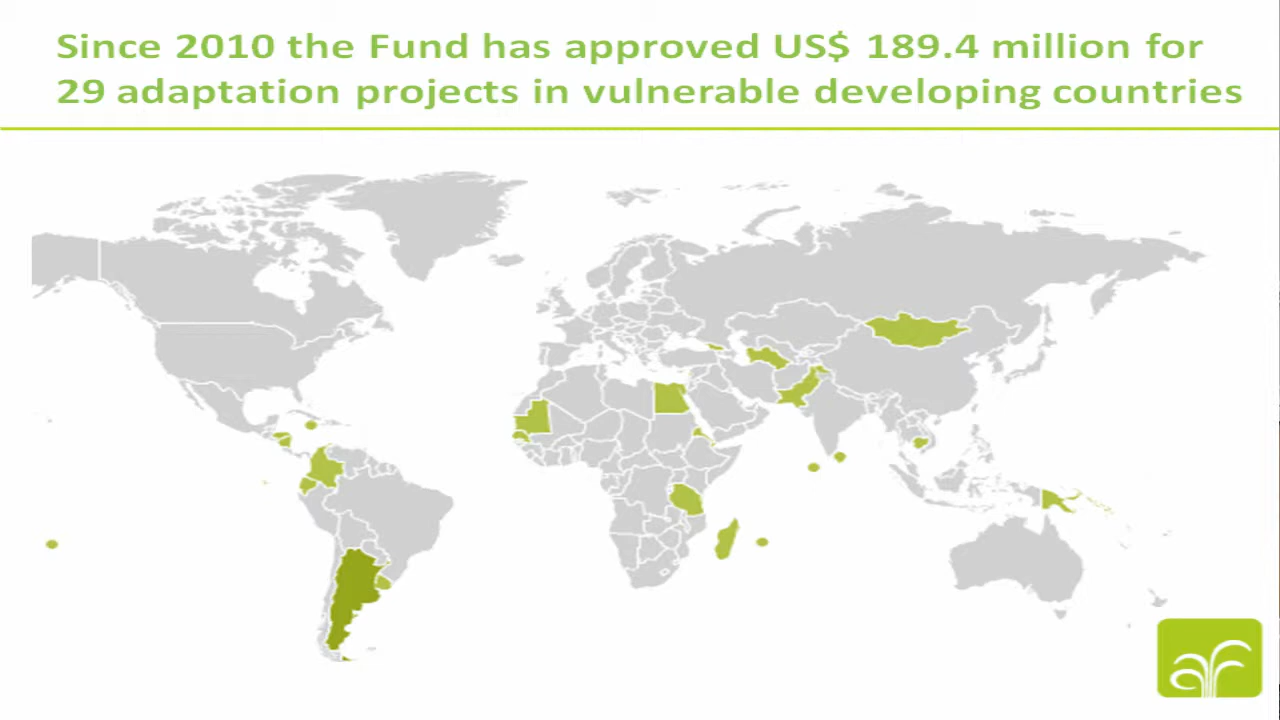 Since 2010 the Fund has approved US$ 189.4 million for
29 adaptation projects in vulnerable developing countries